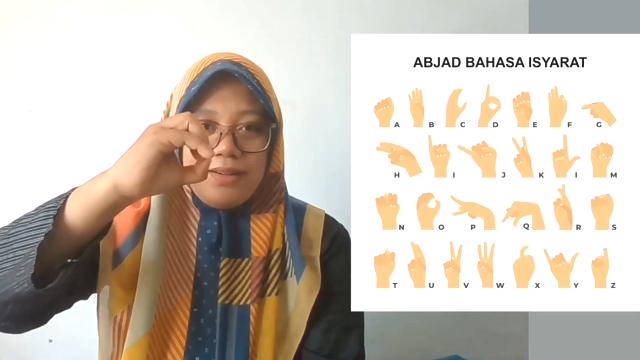 ABJAD BAHASA ISYARAT
A B C D E F G
H I J K I M
N O P Q R S
T U V W X Y Z